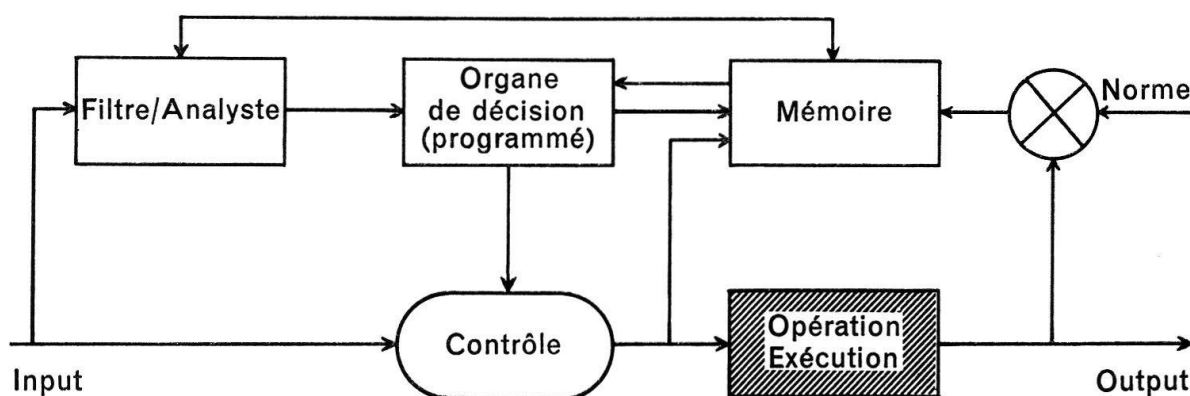 Filtre/Analyste
Organe
de décision
(programmé)
Mémoire
Norme
Contrôle
Opération
Exécution
Input
Output